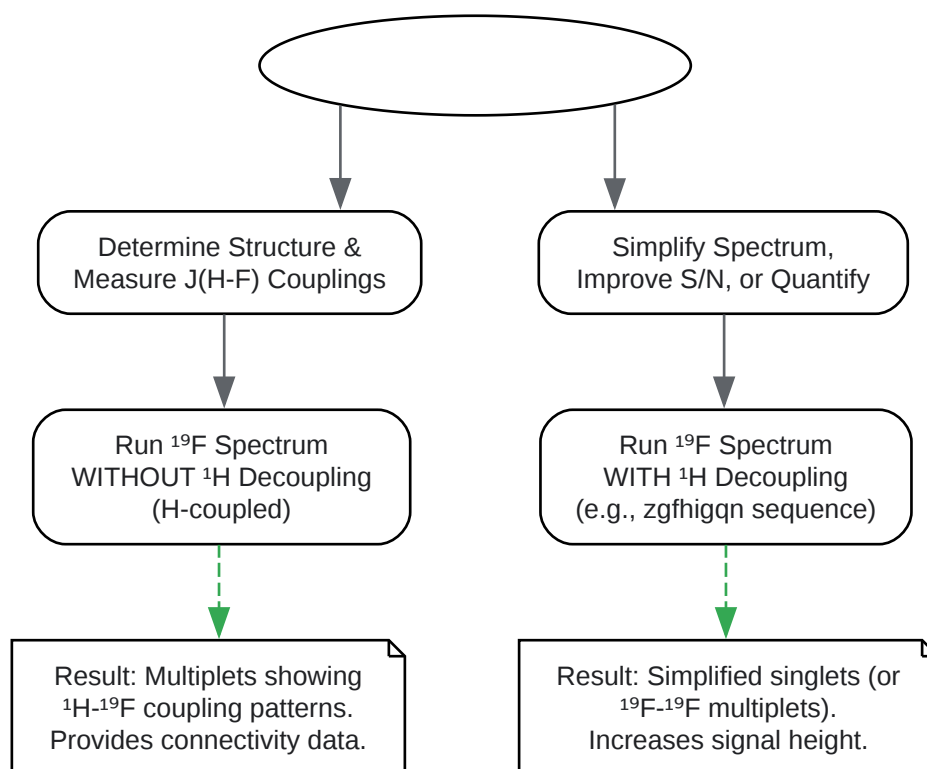 Determine Structure &
Measure J(H-F) Couplings
Simplify Spectrum,
Improve S/N, or Quantify
Run ¹⁹F Spectrum
WITHOUT ¹H Decoupling
(H-coupled)
Run ¹⁹F Spectrum
WITH ¹H Decoupling
(e.g., zgfhigqn sequence)
Result: Multiplets showing
¹H-¹⁹F coupling patterns.
Provides connectivity data.
Result: Simplified singlets (or
¹⁹F-¹⁹F multiplets).
Increases signal height.